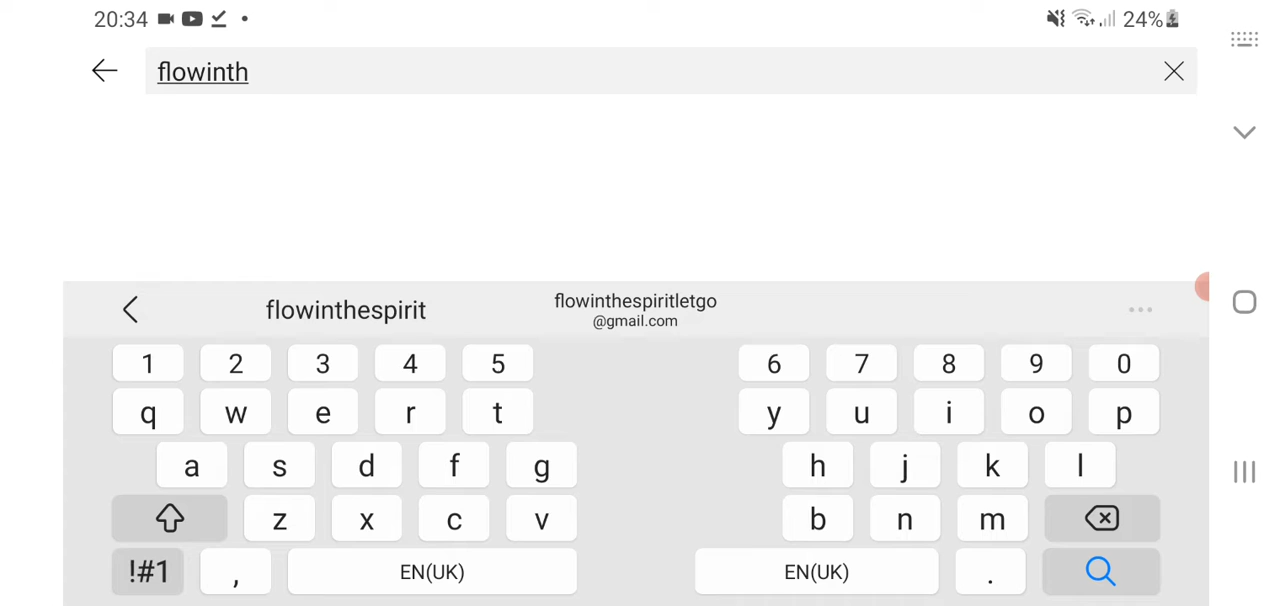 20:34
24%
flowinth
flowinthespirit
flowinthespiritletgo
@gmail.com
1 2 3 4 5 6 7 8 9 0
q w e r t y u i o p
a s d f g h j k l
z x c v b n m
!#1 , EN(UK) EN(UK) .